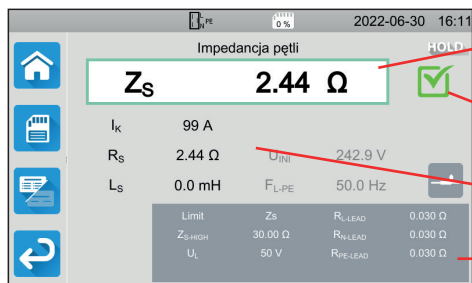 L N PE 0 % 2022-06-30 16:11
Impedancja pętli HOLD
ZS 2.44 Ω
IK 99 A
RS 2.44 Ω UINI 242.9 V
LS 0.0 mH FL-PE 50.0 Hz
Limit Zs RL-LEAD 0.030 Ω
ZS-HIGH 30.00 Ω RN-LEAD 0.030 Ω
UL 50 V RPE-LEAD 0.030 Ω